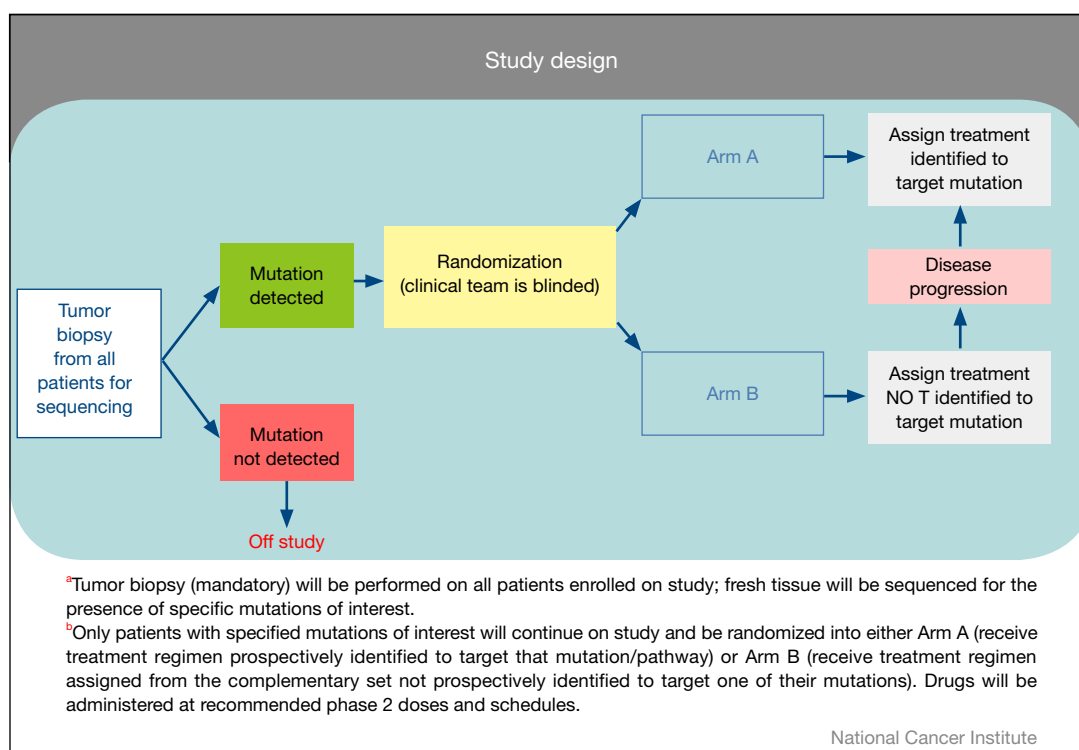 Study design
Tumor
biopsy
from all
patients for
sequencing
Mutation
detected
Mutation
not detected
Off study
Randomization
(clinical team is blinded)
Arm A
Arm B
Assign treatment
identified to
target mutation
Disease
progression
Assign treatment
NO T identified to
target mutation
aTumor biopsy (mandatory) will be performed on all patients enrolled on study; fresh tissue will be sequenced for the
presence of specific mutations of interest.
bOnly patients with specified mutations of interest will continue on study and be randomized into either Arm A (receive
treatment regimen prospectively identified to target that mutation/pathway) or Arm B (receive treatment regimen
assigned from the complementary set not prospectively identified to target one of their mutations). Drugs will be
administered at recommended phase 2 doses and schedules.
National Cancer Institute